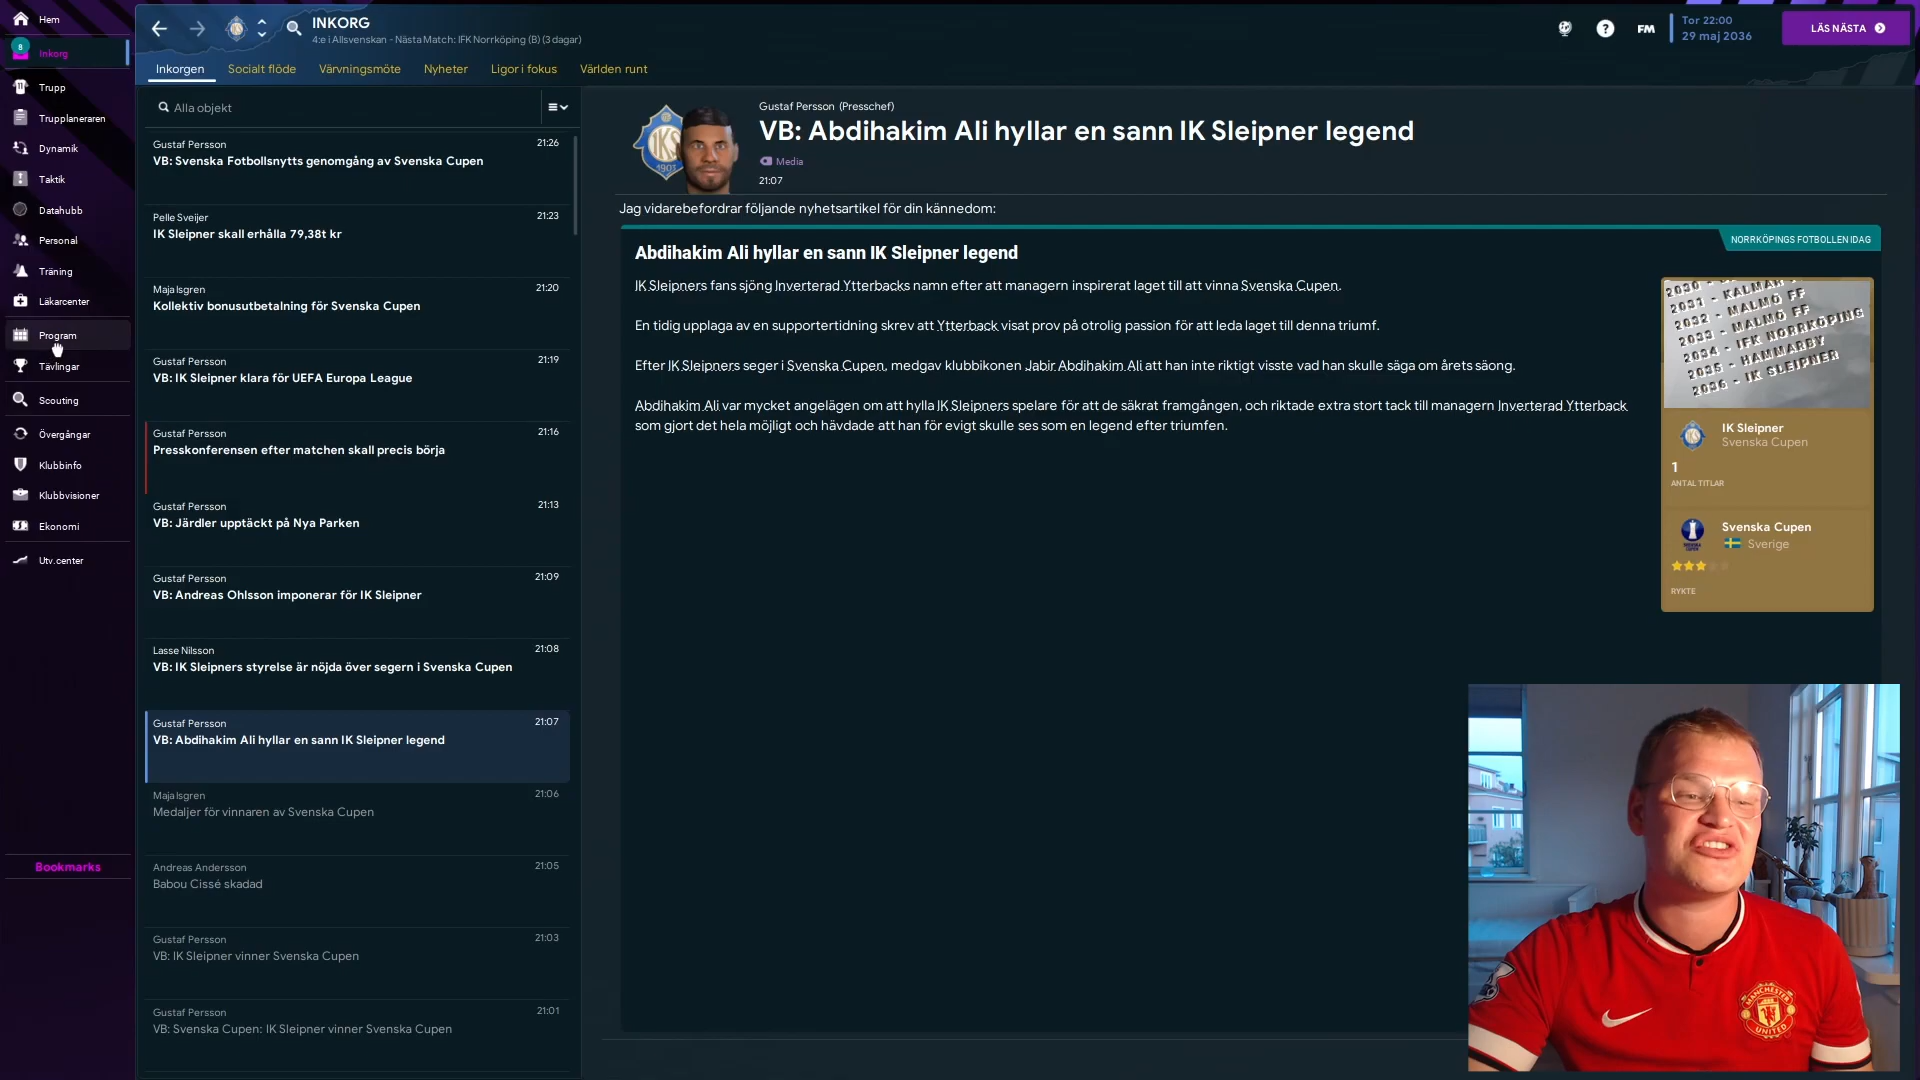 Hem
8
Inkorg
Trupp
Trupplaneraren
Dynamik
Taktik
Datahubb
Personal
Träning
Läkarcenter
Program
Tävlingar
Scouting
Övergångar
Klubbinfo
Klubbvisioner
Ekonomi
Utv.center
Bookmarks
INKORG
4:e i Allsvenskan - Nästa Match: IFK Norrköping (B) (3 dagar)
FM
Tor 22:00
29 maj 2036
LÄS NÄSTA
Inkorgen
Socialt flöde
Värvningsmöte
Nyheter
Ligor i fokus
Världen runt
Alla objekt
Gustaf Persson 21:26
VB: Svenska Fotbollsnytts genomgång av Svenska Cupen
Pelle Sveijer 21:23
IK Sleipner skall erhålla 79,38t kr
Maja Isgren 21:20
Kollektiv bonusutbetalning för Svenska Cupen
Gustaf Persson 21:19
VB: IK Sleipner klara för UEFA Europa League
Gustaf Persson 21:16
Presskonferensen efter matchen skall precis börja
Gustaf Persson 21:13
VB: Järdler upptäckt på Nya Parken
Gustaf Persson 21:09
VB: Andreas Ohlsson imponerar för IK Sleipner
Lasse Nilsson 21:08
VB: IK Sleipners styrelse är nöjda över segern i Svenska Cupen
Gustaf Persson 21:07
VB: Abdihakim Ali hyllar en sann IK Sleipner legend
Maja Isgren 21:06
Medaljer för vinnaren av Svenska Cupen
Andreas Andersson 21:05
Babou Cissé skadad
Gustaf Persson 21:03
VB: IK Sleipner vinner Svenska Cupen
Gustaf Persson 21:01
VB: Svenska Cupen: IK Sleipner vinner Svenska Cupen
IKS
1903
Gustaf Persson (Presschef)
VB: Abdihakim Ali hyllar en sann IK Sleipner legend
Media
21:07
Jag vidarebefordrar följande nyhetsartikel för din kännedom:
NORRKÖPINGS FOTBOLLEN IDAG
Abdihakim Ali hyllar en sann IK Sleipner legend
IK Sleipners fans sjöng Inverterad Ytterbacks namn efter att managern inspirerat laget till att vinna Svenska Cupen.
En tidig upplaga av en supportertidning skrev att Ytterback visat prov på otrolig passion för att leda laget till denna triumf.
Efter IK Sleipners seger i Svenska Cupen, medgav klubbikonen Jabir Abdihakim Ali att han inte riktigt visste vad han skulle säga om årets säong.
Abdihakim Ali var mycket angelägen om att hylla IK Sleipners spelare för att de säkrat framgången, och riktade extra stort tack till managern Inverterad Ytterback
som gjort det hela möjligt och hävdade att han för evigt skulle ses som en legend efter triumfen.
2030 -
2031 - KALMAR
2032 - MALMÖ FF
2033 - MALMÖ FF
2034 - IFK NORRKÖPING
2035 - HAMMARBY
2036 - IK SLEIPNER
IK Sleipner
Svenska Cupen
1
ANTAL TITLAR
Svenska Cupen
Sverige
RYKTE
MANCHESTER
UNITED